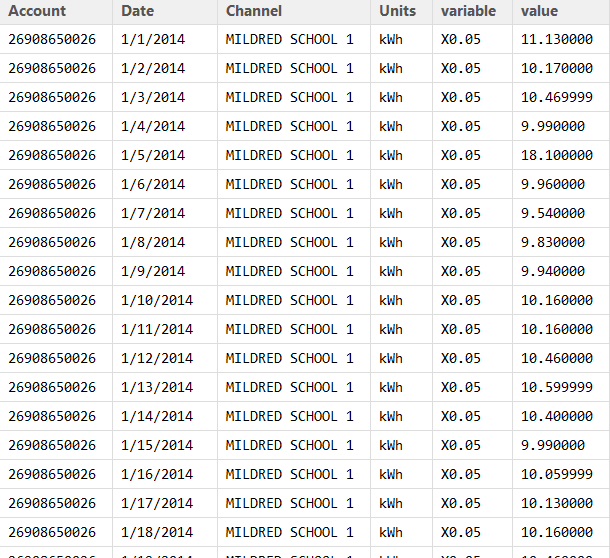 Account Date Channel Units variable value
26908650026 1/1/2014 MILDRED SCHOOL 1 kWh X0.05 11.130000
26908650026 1/2/2014 MILDRED SCHOOL 1 kWh X0.05 10.170000
26908650026 1/3/2014 MILDRED SCHOOL 1 kWh X0.05 10.469999
26908650026 1/4/2014 MILDRED SCHOOL 1 kWh X0.05 9.990000
26908650026 1/5/2014 MILDRED SCHOOL 1 kWh X0.05 18.100000
26908650026 1/6/2014 MILDRED SCHOOL 1 kWh X0.05 9.960000
26908650026 1/7/2014 MILDRED SCHOOL 1 kWh X0.05 9.540000
26908650026 1/8/2014 MILDRED SCHOOL 1 kWh X0.05 9.830000
26908650026 1/9/2014 MILDRED SCHOOL 1 kWh X0.05 9.940000
26908650026 1/10/2014 MILDRED SCHOOL 1 kWh X0.05 10.160000
26908650026 1/11/2014 MILDRED SCHOOL 1 kWh X0.05 10.160000
26908650026 1/12/2014 MILDRED SCHOOL 1 kWh X0.05 10.460000
26908650026 1/13/2014 MILDRED SCHOOL 1 kWh X0.05 10.599999
26908650026 1/14/2014 MILDRED SCHOOL 1 kWh X0.05 10.400000
26908650026 1/15/2014 MILDRED SCHOOL 1 kWh X0.05 9.990000
26908650026 1/16/2014 MILDRED SCHOOL 1 kWh X0.05 10.059999
26908650026 1/17/2014 MILDRED SCHOOL 1 kWh X0.05 10.130000
26908650026 1/18/2014 MILDRED SCHOOL 1 kWh X0.05 10.160000